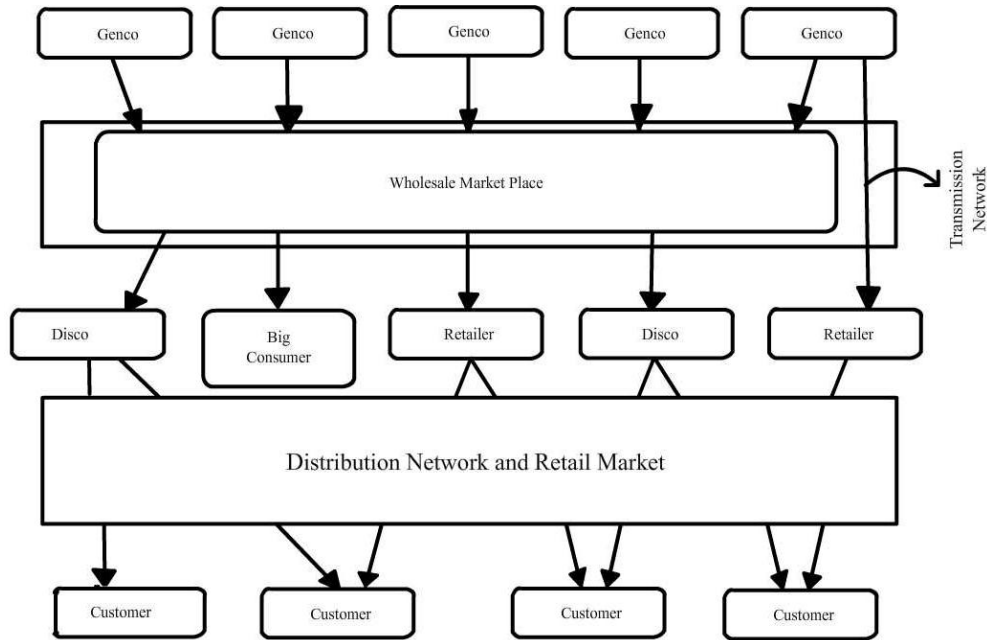 Genco
Genco
Genco
Genco
Genco
Wholesale Market Place
Transmission
Network
Disco
Big
Consumer
Retailer
Disco
Retailer
Distribution Network and Retail Market
Customer
Customer
Customer
Customer